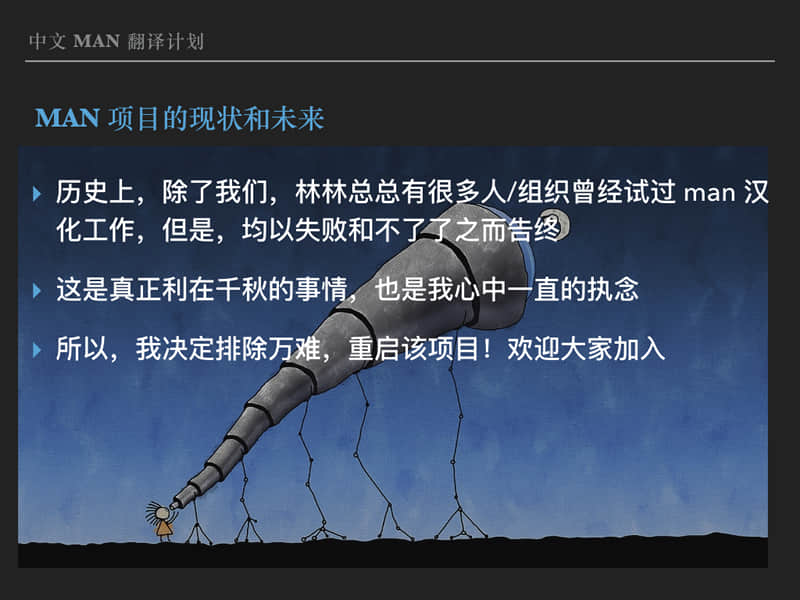 中文 MAN 翻译计划
MAN 项目的现状和未来
历史上，除了我们，林林总总有很多人/组织曾经试过 man 汉
化工作，但是，均以失败和不了了之而告终
这是真正利在千秋的事情，也是我心中一直的执念
所以，我决定排除万难，重启该项目！欢迎大家加入